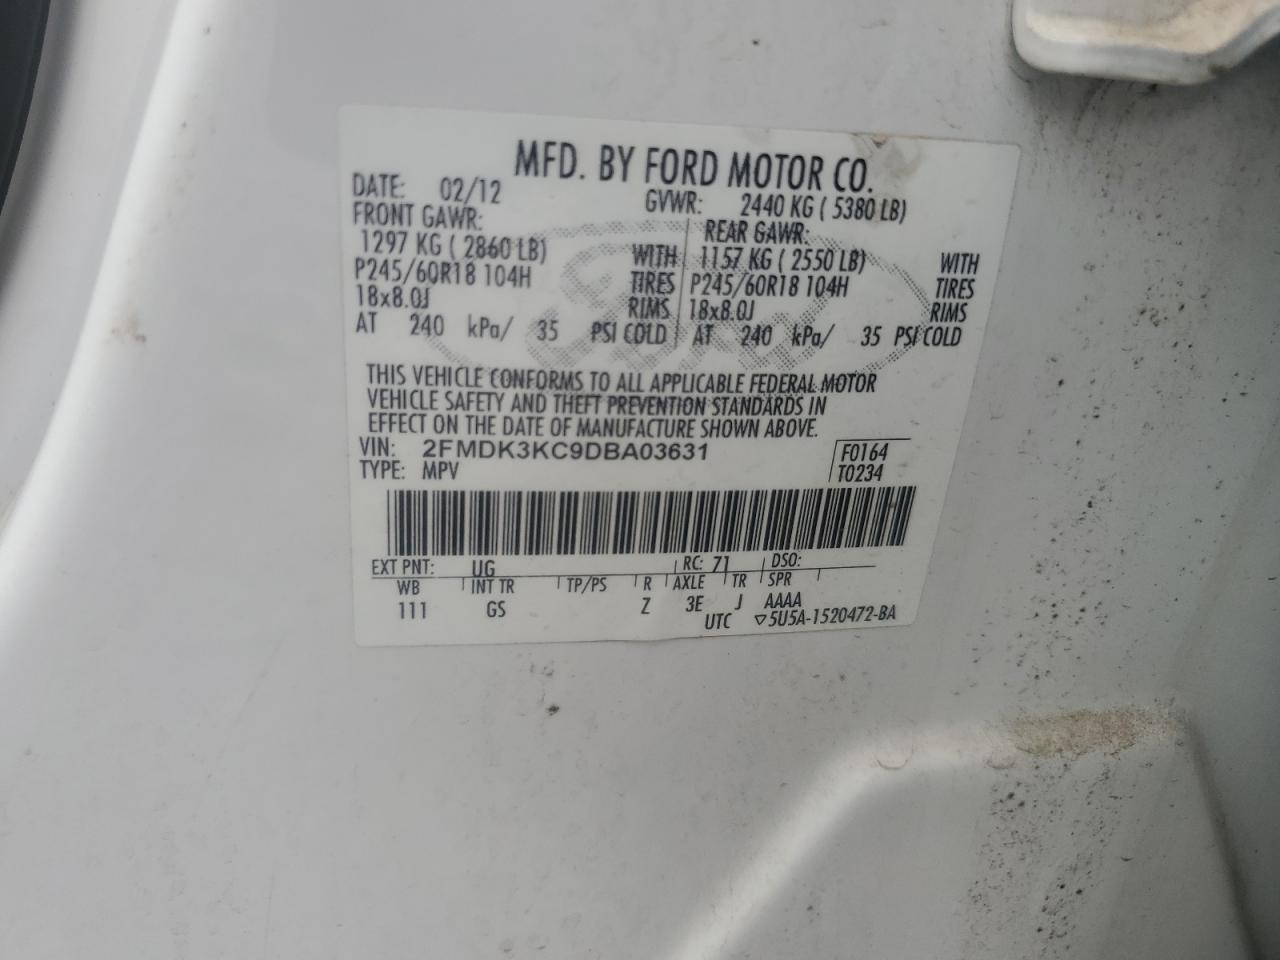 MFD. BY FORD MOTOR CO.
DATE: 02/12 GVWR: 2440 KG ( 5380 LB)
FRONT GAWR: REAR GAWR:
1297 KG ( 2860 LB) WITH 1157 KG ( 2550 LB) WITH
P245/60R18 104H TIRES P245/60R18 104H TIRES
18x8.0J RIMS 18x8.0J RIMS
AT 240 kPa/ 35 PSI COLD AT 240 kPa/ 35 PSI COLD
Ford
THIS VEHICLE CONFORMS TO ALL APPLICABLE FEDERAL MOTOR
VEHICLE SAFETY AND THEFT PREVENTION STANDARDS IN
EFFECT ON THE DATE OF MANUFACTURE SHOWN ABOVE.
VIN: 2FMDK3KC9DBA03631 F0164
TYPE: MPV T0234
EXT PNT: UG RC: 71 DSO:
WB INT TR TP/PS R AXLE TR SPR
111 GS Z 3E J AAAA
UTC ▽5U5A-1520472-BA